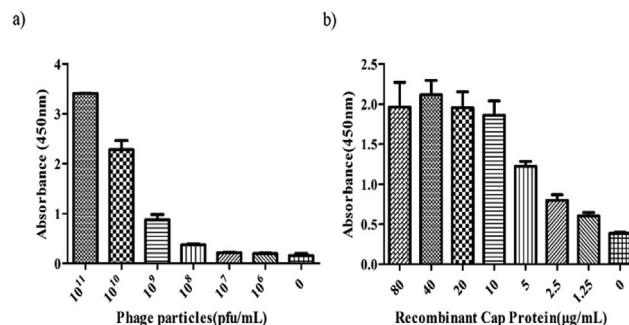 a)
Absorbance (450nm)
4
3
2
1
0
10^11 10^10 10^9 10^8 10^7 10^6 0
Phage particles(pfu/mL)
b)
Absorbance(450nm)
2.5
2.0
1.5
1.0
0.5
0.0
80 40 20 10 5 2.5 1.25 0
Recombinant Cap Protein(μg/mL)